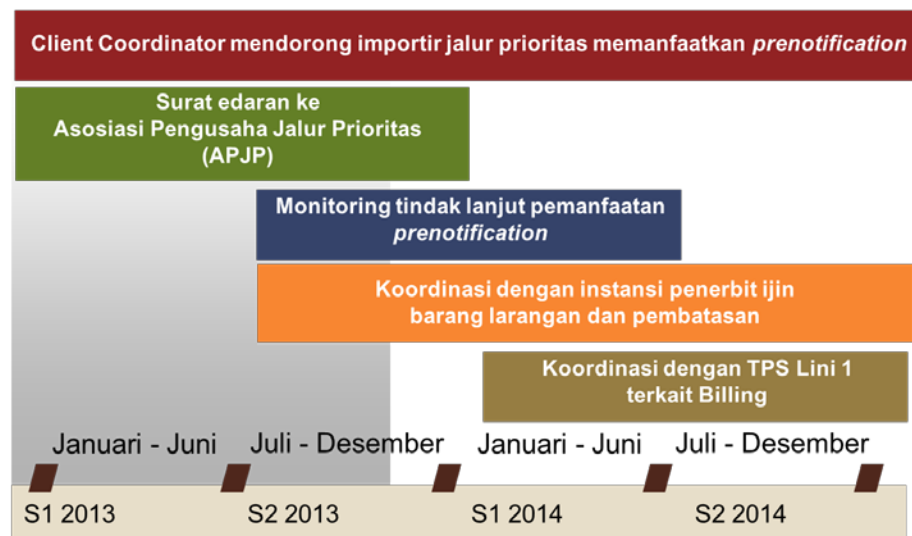 Client Coordinator mendorong importir jalur prioritas memanfaatkan prenotification
Surat edaran ke
Asosiasi Pengusaha Jalur Prioritas
(APJP)
Monitoring tindak lanjut pemanfaatan
prenotification
Koordinasi dengan instansi penerbit ijin
barang larangan dan pembatasan
Koordinasi dengan TPS Lini 1
terkait Billing
Januari - Juni
Juli - Desember
Januari - Juni
Juli - Desember
S1 2013
S2 2013
S1 2014
S2 2014